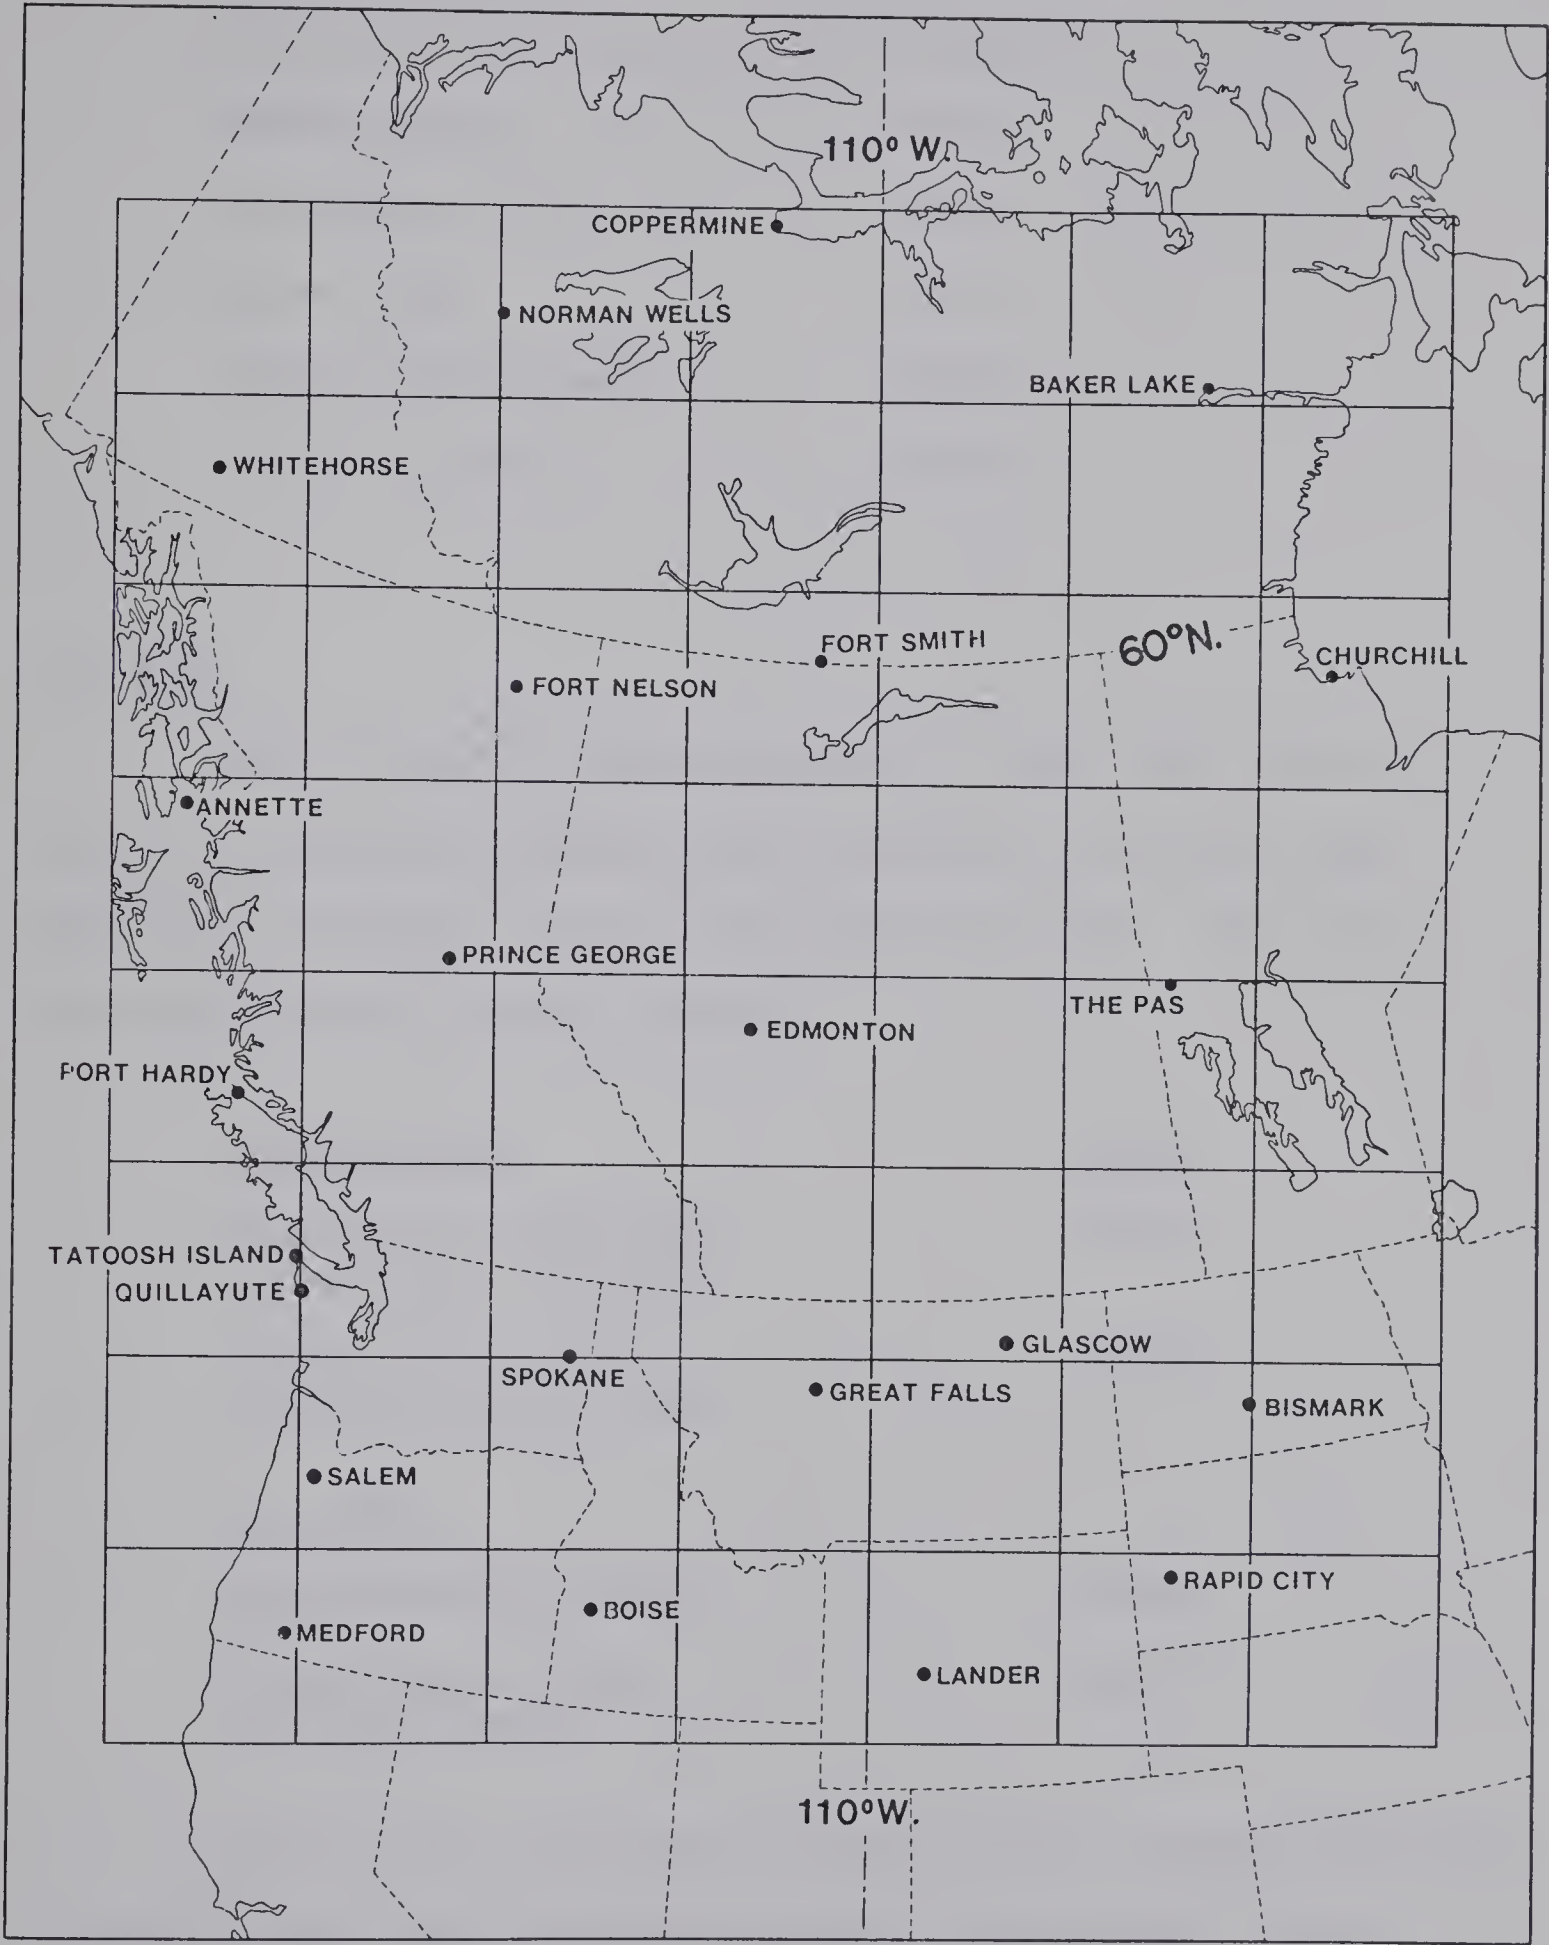 110° W.
COPPERMINE
NORMAN WELLS
BAKER LAKE
WHITEHORSE
60°N.
FORT SMITH
CHURCHILL
FORT NELSON
ANNETTE
PRINCE GEORGE
THE PAS
EDMONTON
PORT HARDY
TATOOSH ISLAND
QUILLAYUTE
GLASCOW
SPOKANE
GREAT FALLS
BISMARK
SALEM
RAPID CITY
BOISE
MEDFORD
LANDER
110°W.